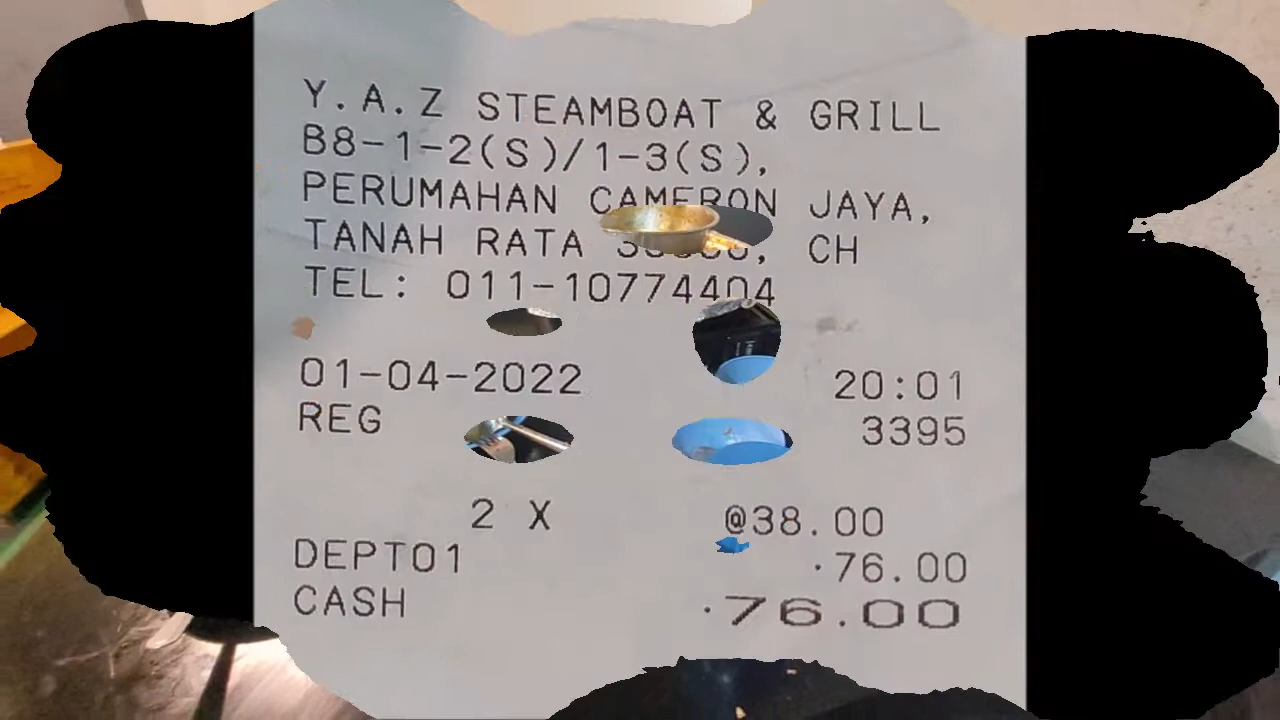 Y.A.Z STEAMBOAT & GRILL
B8-1-2(S)/1-3(S),
PERUMAHAN CAMERON JAYA,
TANAH RATA CH
TEL: 011-10774404
01-04-2022 20:01
REG 3395
2 X @38.00
DEPT01 ·76.00
CASH ·76.00